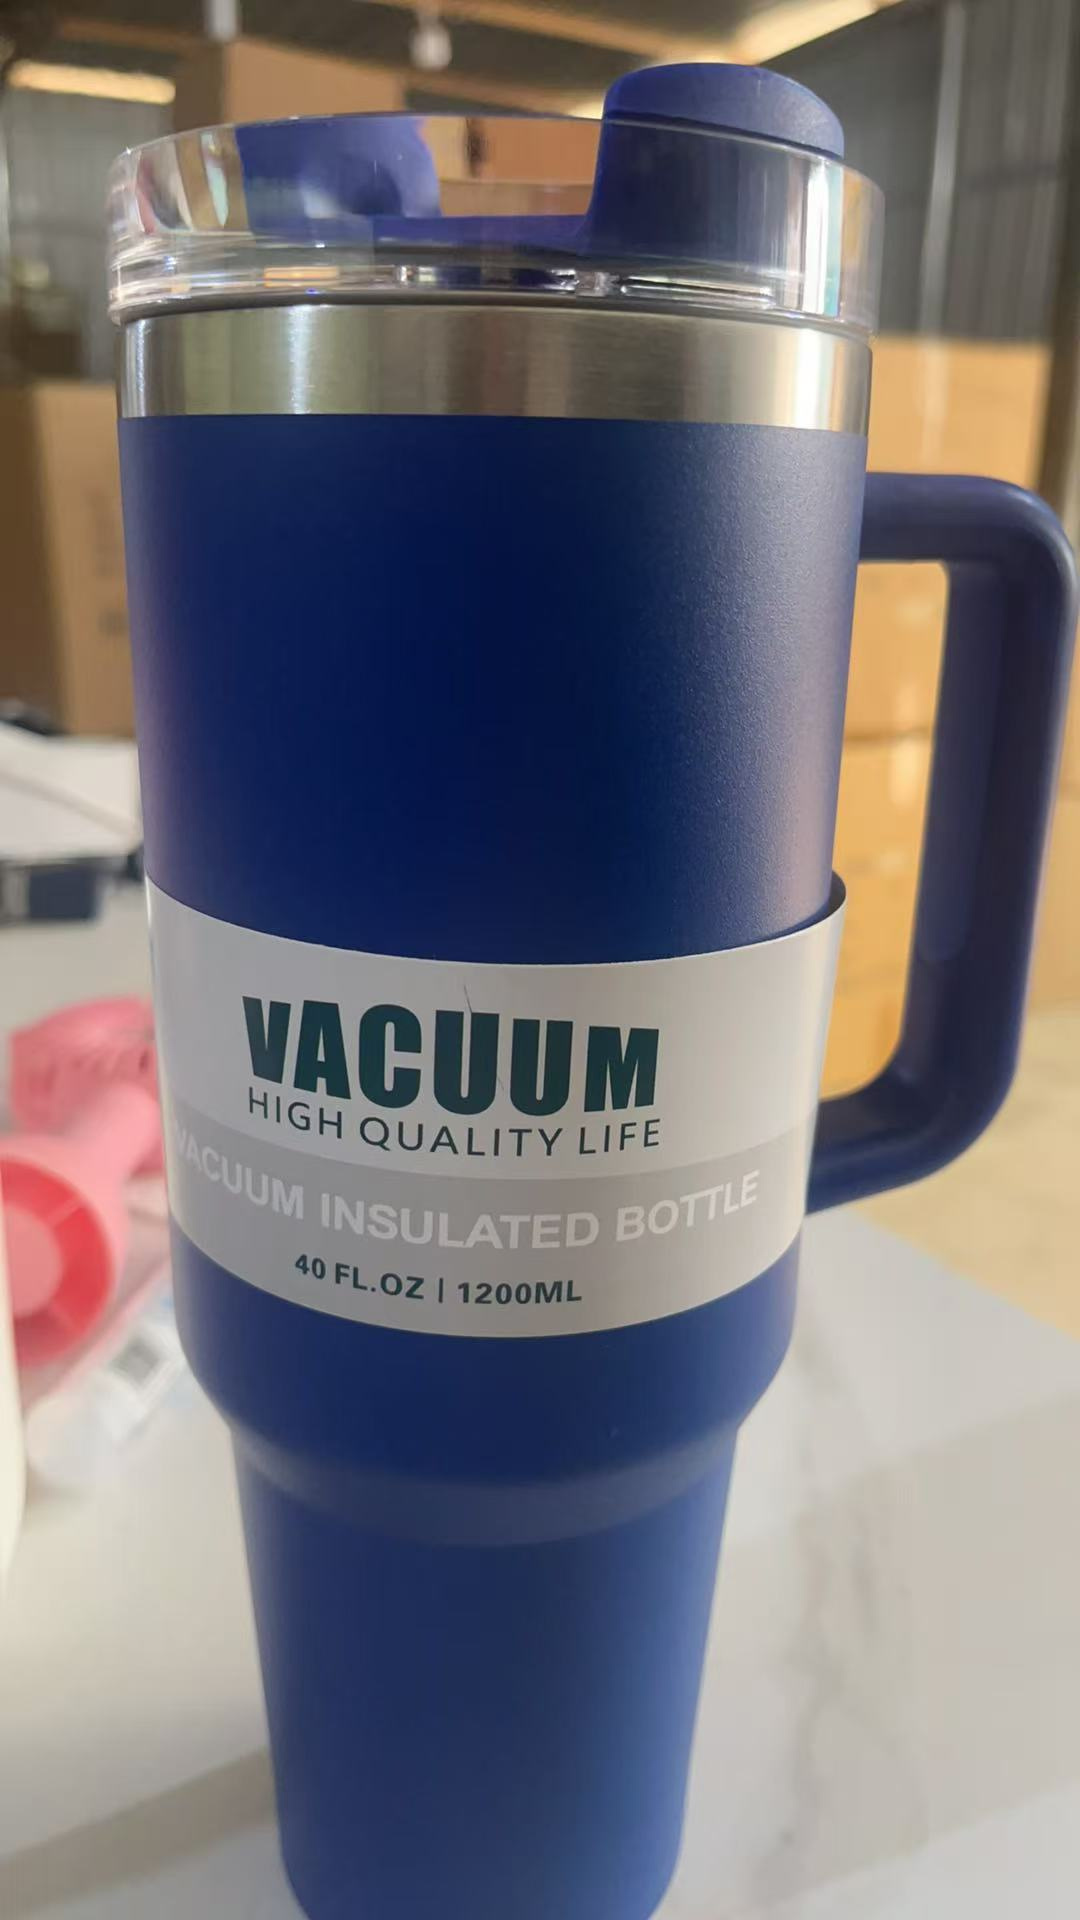 VACUUM
HIGH QUALITY LIFE
VACUUM INSULATED BOTTLE
40 FL.OZ | 1200ML